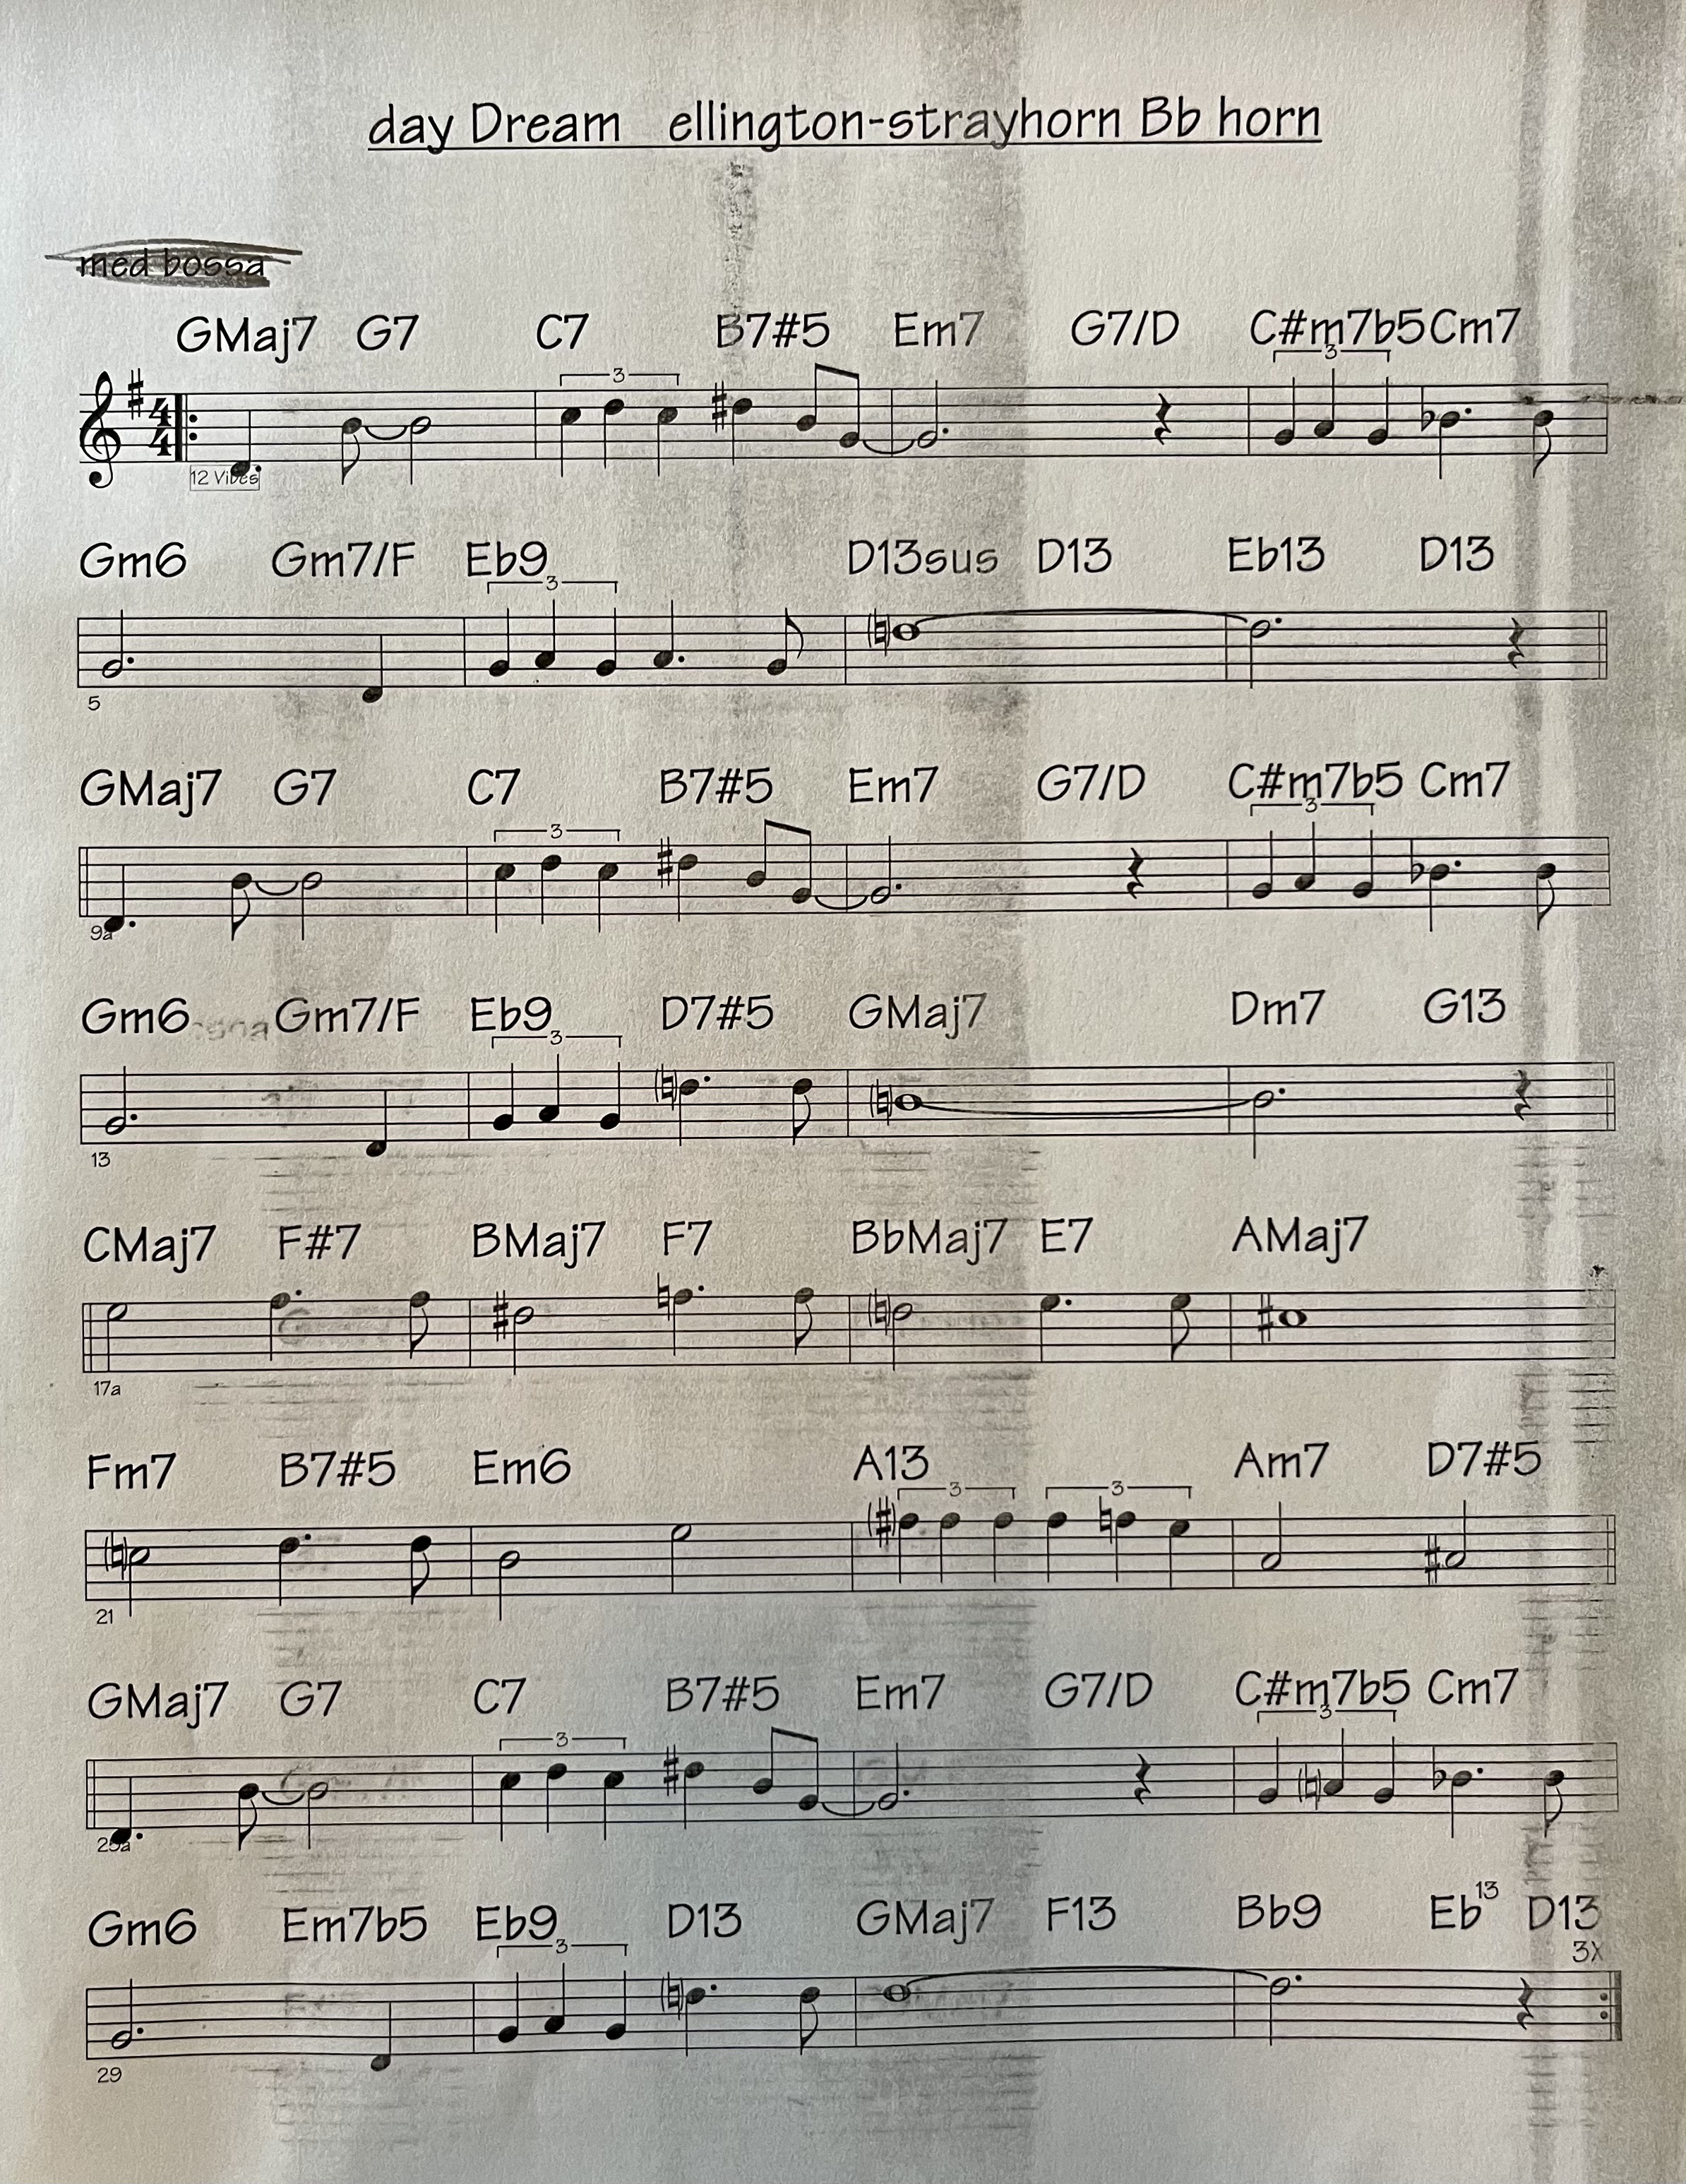 day Dream ellington-strayhorn Bb horn
med bossa
GMaj7 G7 C7 B7#5 Em7 G7/D C#m7b5 Cm7
3 3
4
4
12 Vibes
Gm6 Gm7/F Eb9 D13sus D13 Eb13 D13
3
5
GMaj7 G7 C7 B7#5 Em7 G7/D C#m7b5 Cm7
3 3
9a
Gm6 Gm7/F Eb9 D7#5 GMaj7 Dm7 G13
3
13
CMaj7 F#7 BMaj7 F7 BbMaj7 E7 AMaj7
17a
Fm7 B7#5 Em6 A13 Am7 D7#5
3 3
21
GMaj7 G7 C7 B7#5 Em7 G7/D C#m7b5 Cm7
3 3
25a
Gm6 Em7b5 Eb9 D13 GMaj7 F13 Bb9 Eb13 D13
3 3X
29